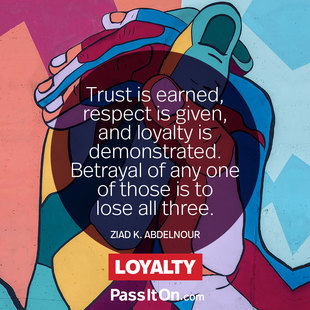 Trust is earned,
respect is given,
and loyalty is
demonstrated.
Betrayal of any one
of those is to
lose all three.
ZIAD K. ABDELNOUR
LOYALTY
PassItOn.com